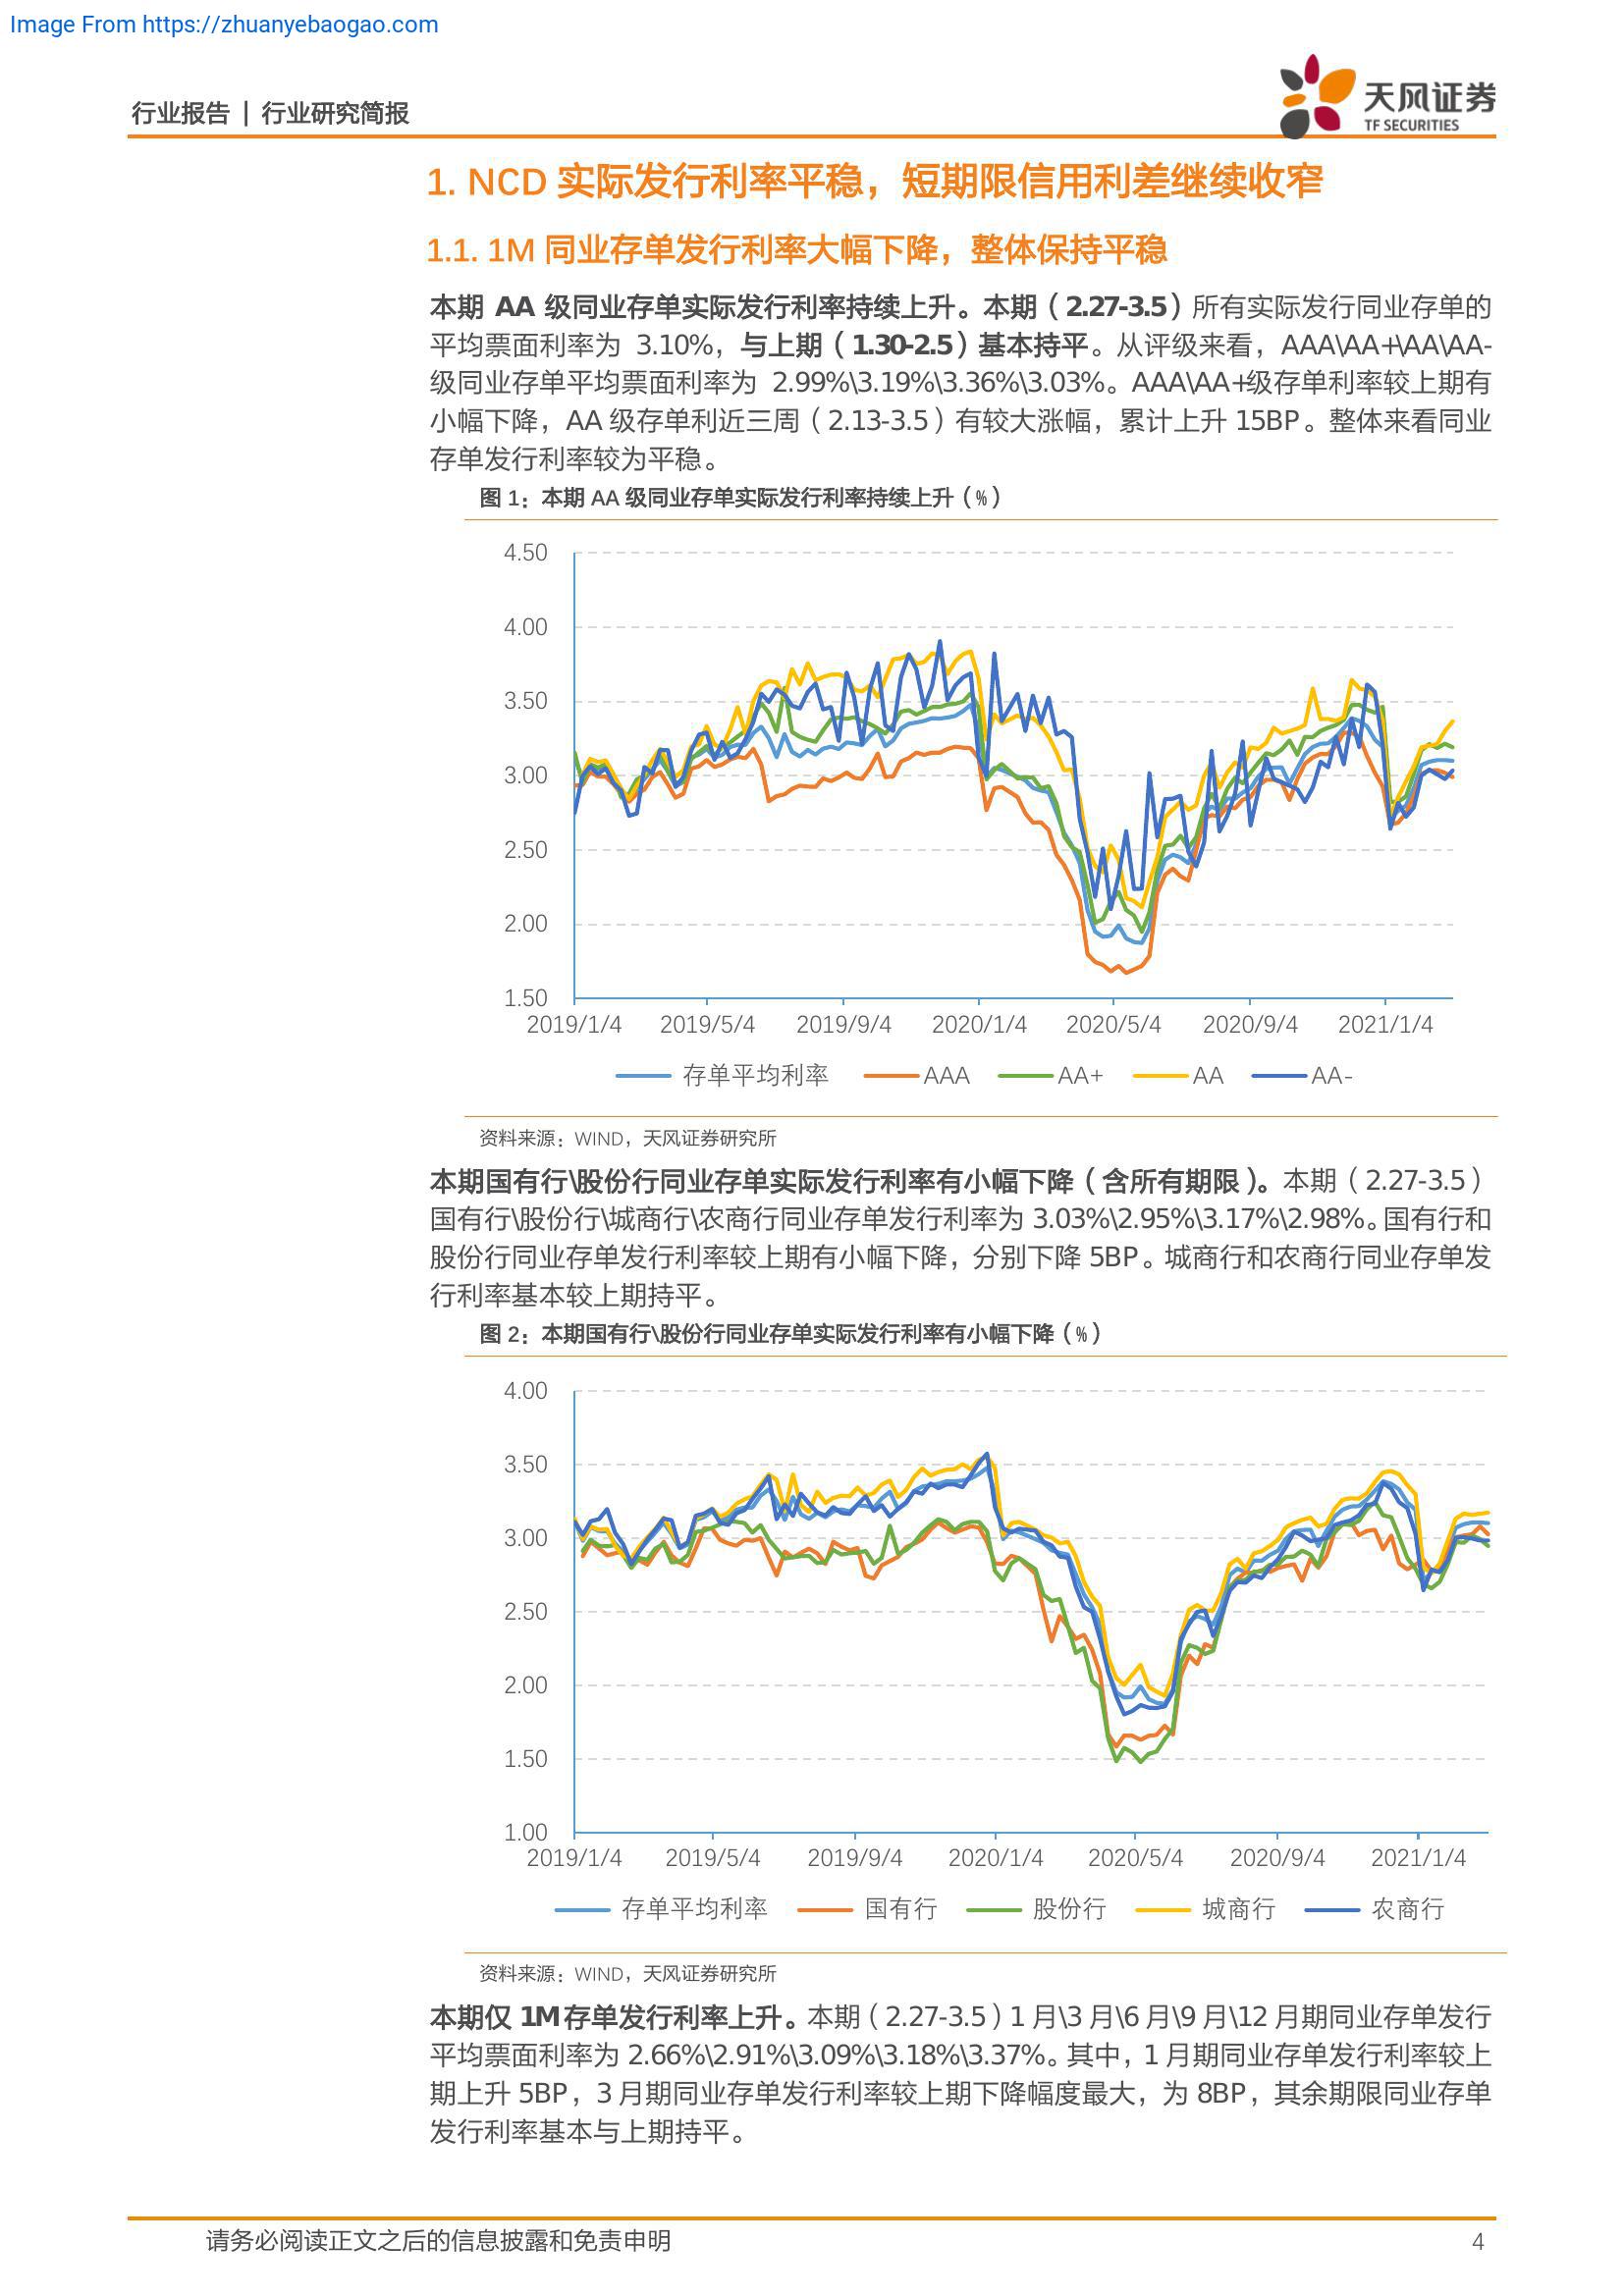 Image From https://zhuanyebaogao.com
行业报告 | 行业研究简报
天风证券
TF SECURITIES
1. NCD 实际发行利率平稳，短期限信用利差继续收窄
1.1. 1M 同业存单发行利率大幅下降，整体保持平稳
本期 AA 级同业存单实际发行利率持续上升。本期（2.27-3.5）所有实际发行同业存单的
平均票面利率为 3.10%，与上期（1.30-2.5）基本持平。从评级来看，AAA\AA+\AA\AA-
级同业存单平均票面利率为 2.99%\3.19%\3.36%\3.03%。AAA\AA+级存单利率较上期有
小幅下降，AA 级存单利近三周（2.13-3.5）有较大涨幅，累计上升 15BP。整体来看同业
存单发行利率较为平稳。
图 1：本期 AA 级同业存单实际发行利率持续上升（%）
4.50
4.00
3.50
3.00
2.50
2.00
1.50
2019/1/4 2019/5/4 2019/9/4 2020/1/4 2020/5/4 2020/9/4 2021/1/4
存单平均利率 AAA AA+ AA AA-
资料来源：WIND，天风证券研究所
本期国有行\股份行同业存单实际发行利率有小幅下降（含所有期限）。本期（2.27-3.5）
国有行\股份行\城商行\农商行同业存单发行利率为 3.03%\2.95%\3.17%\2.98%。国有行和
股份行同业存单发行利率较上期有小幅下降，分别下降 5BP。城商行和农商行同业存单发
行利率基本较上期持平。
图 2：本期国有行\股份行同业存单实际发行利率有小幅下降（%）
4.00
3.50
3.00
2.50
2.00
1.50
1.00
2019/1/4 2019/5/4 2019/9/4 2020/1/4 2020/5/4 2020/9/4 2021/1/4
存单平均利率 国有行 股份行 城商行 农商行
资料来源：WIND，天风证券研究所
本期仅 1M 存单发行利率上升。本期（2.27-3.5）1 月\3 月\6 月\9 月\12 月期同业存单发行
平均票面利率为 2.66%\2.91%\3.09%\3.18%\3.37%。其中，1 月期同业存单发行利率较上
期上升 5BP，3 月期同业存单发行利率较上期下降幅度最大，为 8BP，其余期限同业存单
发行利率基本与上期持平。
请务必阅读正文之后的信息披露和免责申明 4